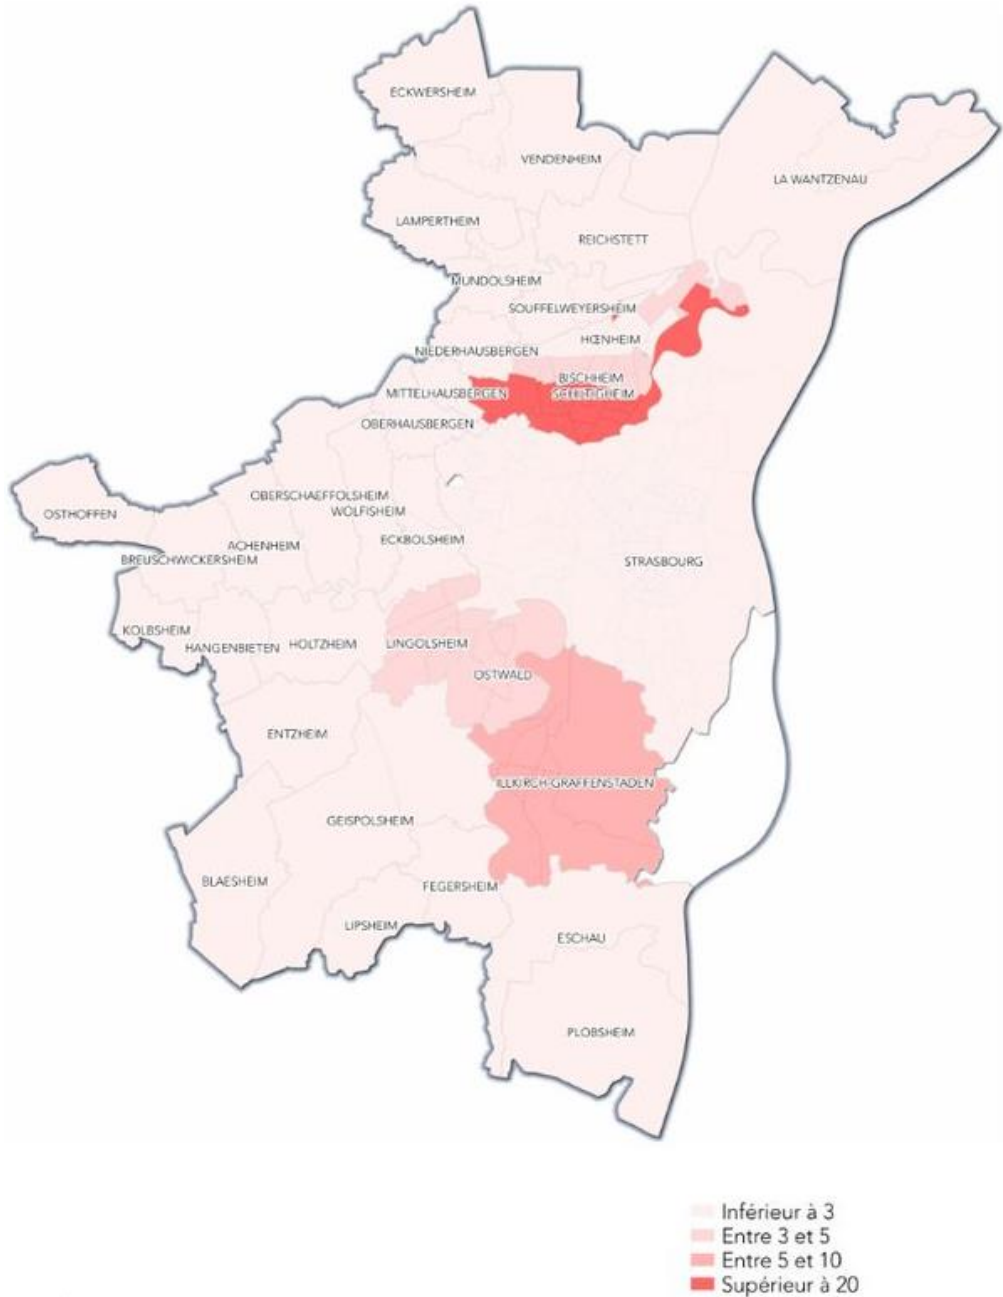 ECKWERSHEIM
VENDENHEIM
LA WANTZENAU
LAMPERTHEIM
REICHSTETT
MUNDOLSHEIM
SOUFFELWEYERSHEIM
HŒNHEIM
NIEDERHAUSBERGEN
BISCHHEIM
MITTELHAUSBERGEN
SCHILTIGHEIM
OBERHAUSBERGEN
OBERSCHAEFFOLSHEIM
WOLFISHEIM
OSTHOFFEN
ECKBOLSHEIM
ACHENHEIM
BREUSCHWICKERSHEIM
STRASBOURG
KOLBSHEIM
HANGENBIETEN
HOLTZHEIM
LINGOLSHEIM
OSTWALD
ENTZHEIM
ILLKIRCH-GRAFFENSTADEN
GEISPOLSHEIM
BLAESHEIM
FEGERSHEIM
LIPSHEIM
ESCHAU
PLOBSHEIM
Inférieur à 3
Entre 3 et 5
Entre 5 et 10
Supérieur à 20